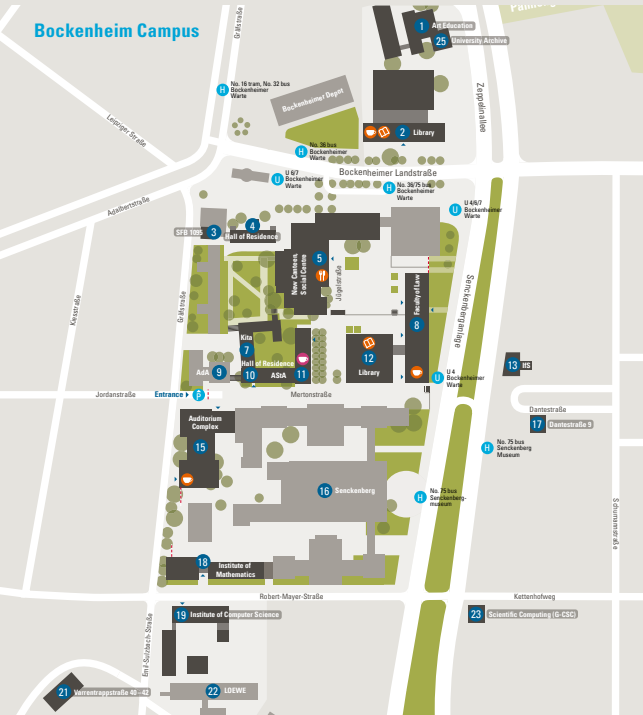 Bockenheim Campus
Gräfstraße
1
Art Education
25
University Archive
Zeppelinallee
No. 16 tram, No. 32 bus
Bockenheimer
Warte
H
Bockenheimer Depot
Leipziger Straße
2
Library
No. 36 bus
Bockenheimer
Warte
H
Bockenheimer Landstraße
U 6/7
Bockenheimer
Warte
U
No. 36/75 bus
Bockenheimer
Warte
H
U 4/6/7
Bockenheimer
Warte
U
Adalbertstraße
SFB 1095
3
4
Hall of Residence
5
New Canteen,
Social Centre
Jügelstraße
Faculty of Law
8
Senckenberganlage
Kiesstraße
Gräfstraße
Kita
7
Hall of Residence
10
AStA
11
12
Library
AdA
9
U 4
Bockenheimer
Warte
U
13
IfS
Jordanstraße
Entrance
P
Mertonstraße
Dantestraße
17
Dantestraße 9
Auditorium
Complex
15
No. 75 bus
Senckenberg
Museum
H
16
Senckenberg
No. 75 bus
Senckenberg-
museum
H
Schumannstraße
18
Institute of
Mathematics
Robert-Mayer-Straße
Kettenhofweg
19
Institute of Computer Science
23
Scientific Computing (G-CSC)
Emil-Sulzbach-Straße
21
Varrentrappstraße 40–42
22
LOEWE